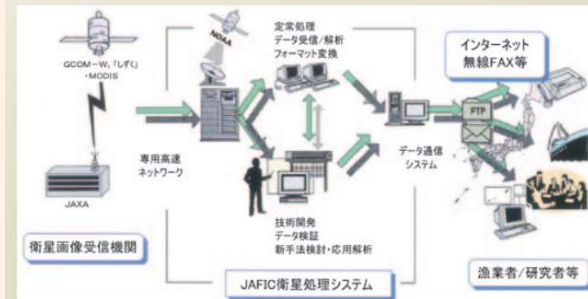 GCOM-W,「しずく」
・MODIS
JAXA
衛星画像受信機関
専用高速
ネットワーク
NOAA
定常処理
データ受信/解析
フォーマット変換
技術開発
データ検証
新手法検討・応用解析
JAFIC衛星処理システム
データ通信
システム
インターネット
無線FAX等
FTP
漁業者/研究者等